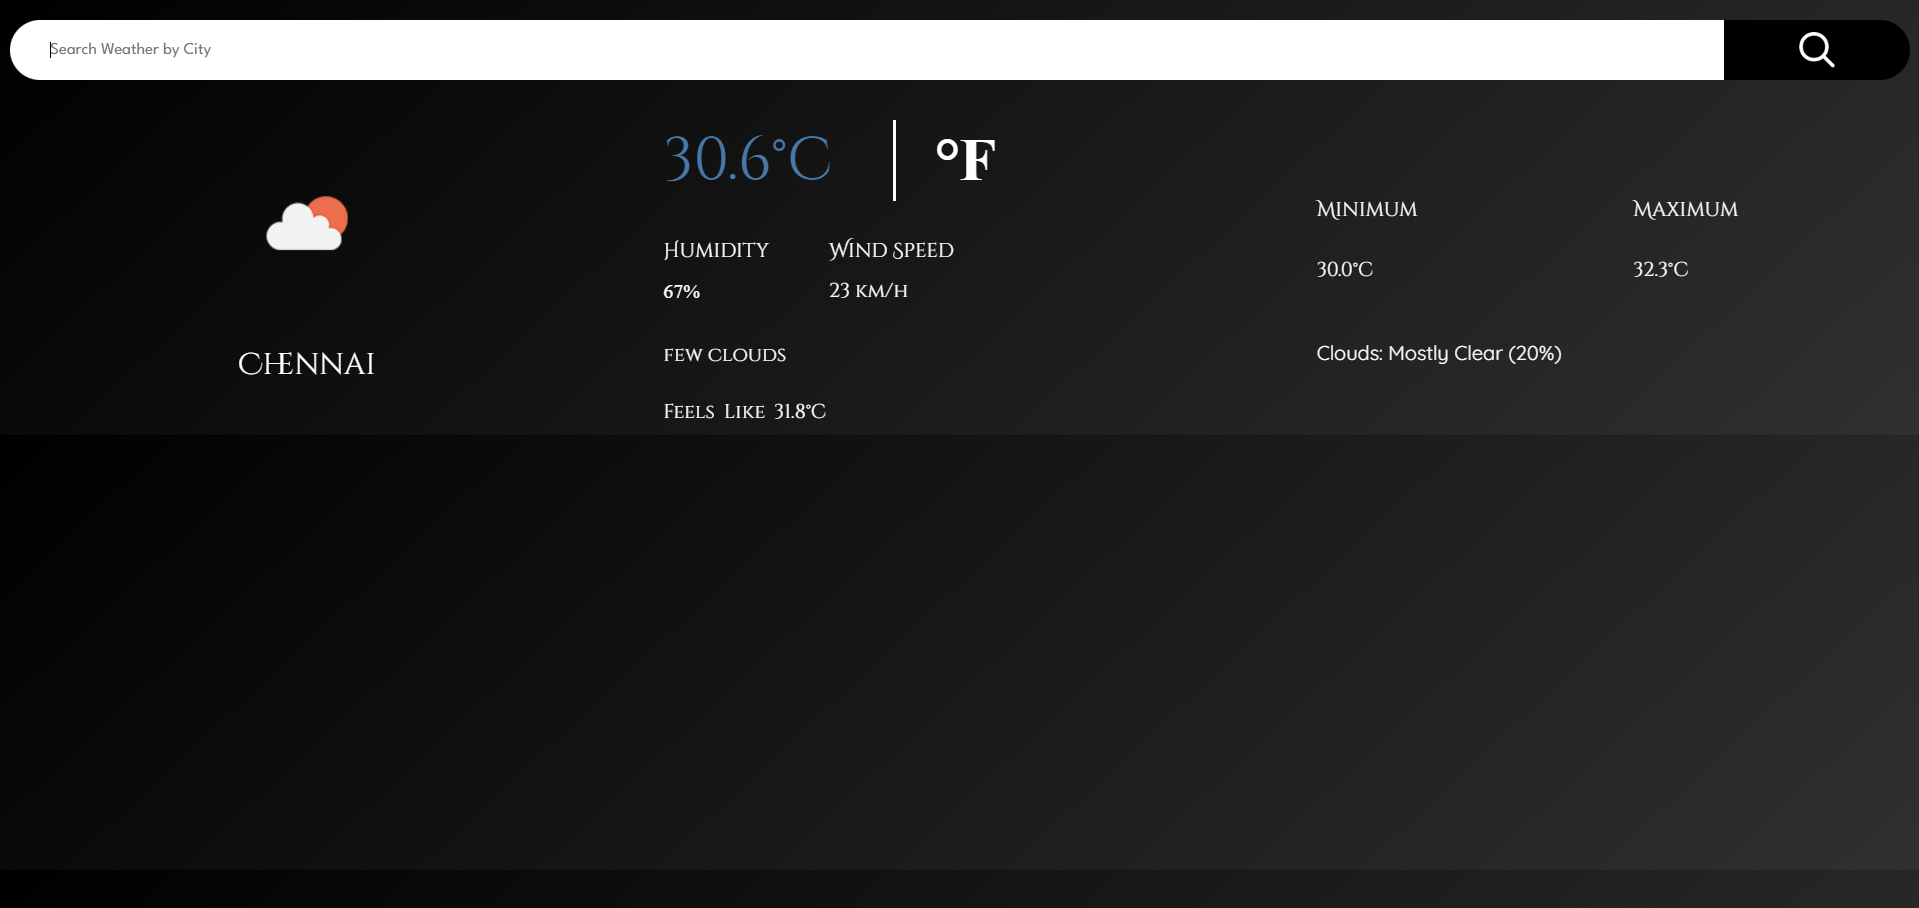 Search Weather by City
30.6°C
°F
Humidity
Wind Speed
67%
23 km/h
few clouds
Feels Like 31.8°C
Chennai
Minimum
Maximum
30.0°C
32.3°C
Clouds: Mostly Clear (20%)